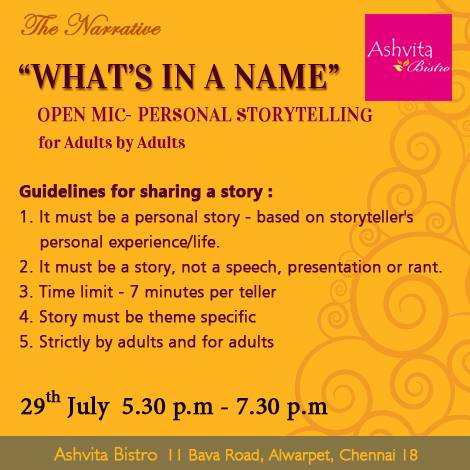 The Narrative
Ashvita
Bistro
“WHAT’S IN A NAME”
OPEN MIC- PERSONAL STORYTELLING
for Adults by Adults
Guidelines for sharing a story :
1. It must be a personal story - based on storyteller's
personal experience/life.
2. It must be a story, not a speech, presentation or rant.
3. Time limit - 7 minutes per teller
4. Story must be theme specific
5. Strictly by adults and for adults
29th July 5.30 p.m - 7.30 p.m
Ashvita Bistro 11 Bava Road, Alwarpet, Chennai 18